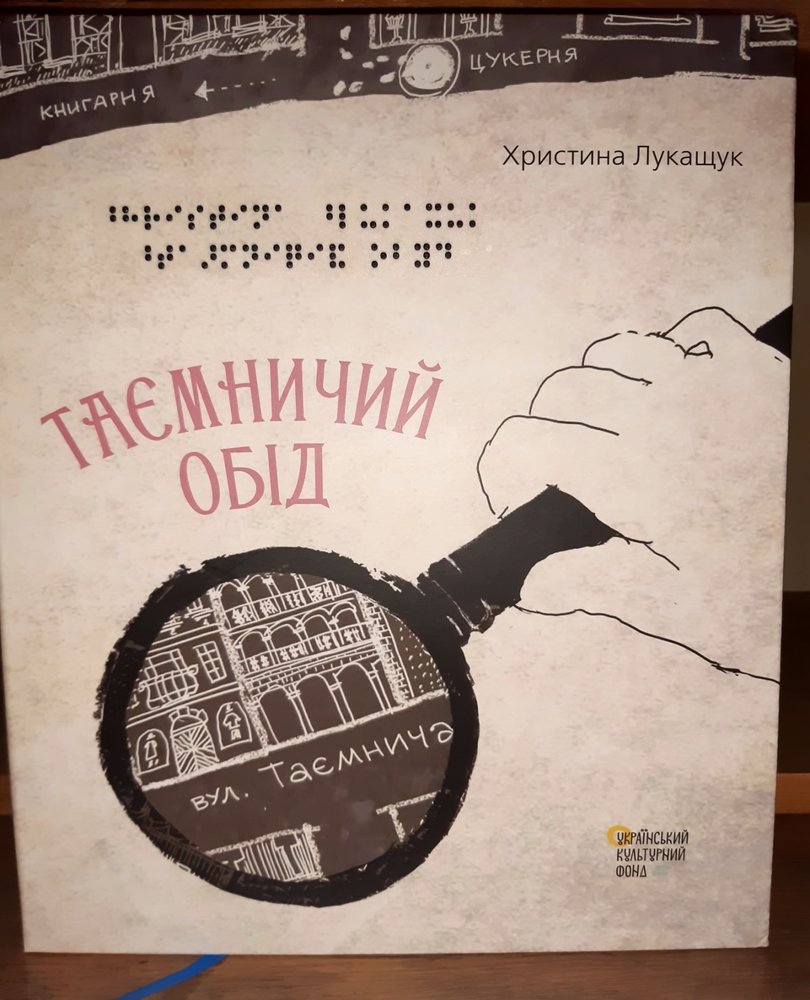 ЦУКЕРНЯ
КНИГАРНЯ
Христина Лукащук
ТАЄМНИЧИЙ
ОБІД
вул. Таємнича
УКРАЇНСЬКИЙ
КУЛЬТУРНИЙ
ФОНД